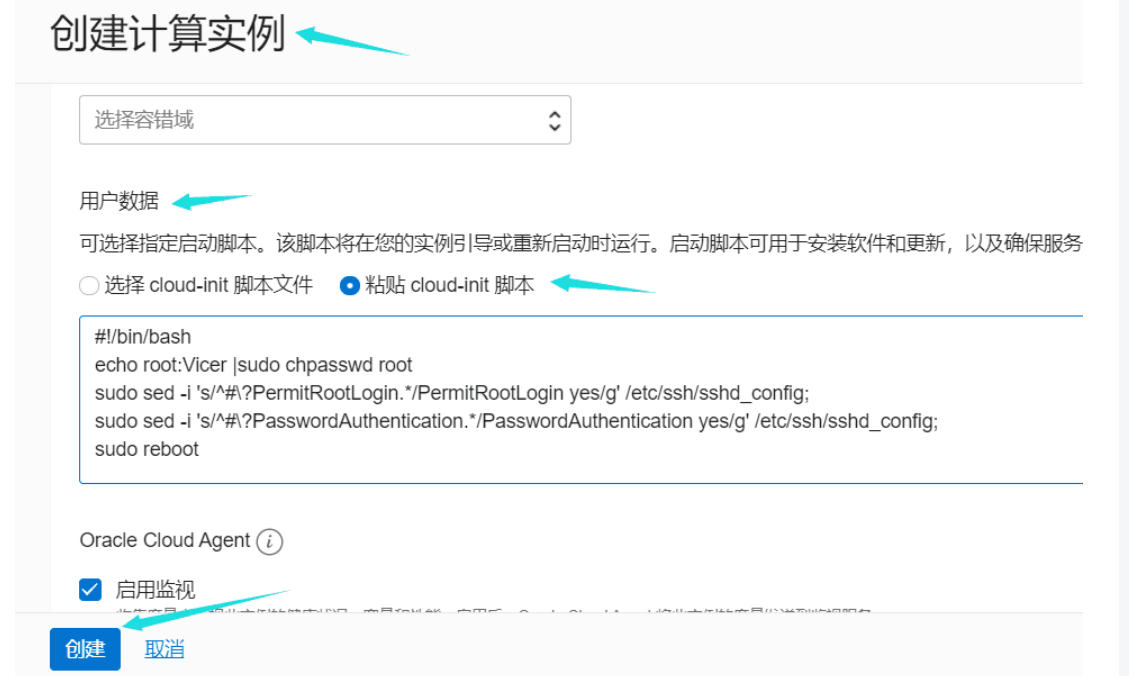 创建计算实例
选择容错域
用户数据
可选择指定启动脚本。该脚本将在您的实例引导或重新启动时运行。启动脚本可用于安装软件和更新，以及确保服务
选择 cloud-init 脚本文件 粘贴 cloud-init 脚本
#!/bin/bash
echo root:Vicer |sudo chpasswd root
sudo sed -i 's/^#\?PermitRootLogin.*/PermitRootLogin yes/g' /etc/ssh/sshd_config;
sudo sed -i 's/^#\?PasswordAuthentication.*/PasswordAuthentication yes/g' /etc/ssh/sshd_config;
sudo reboot
Oracle Cloud Agent i
启用监视
创建 取消